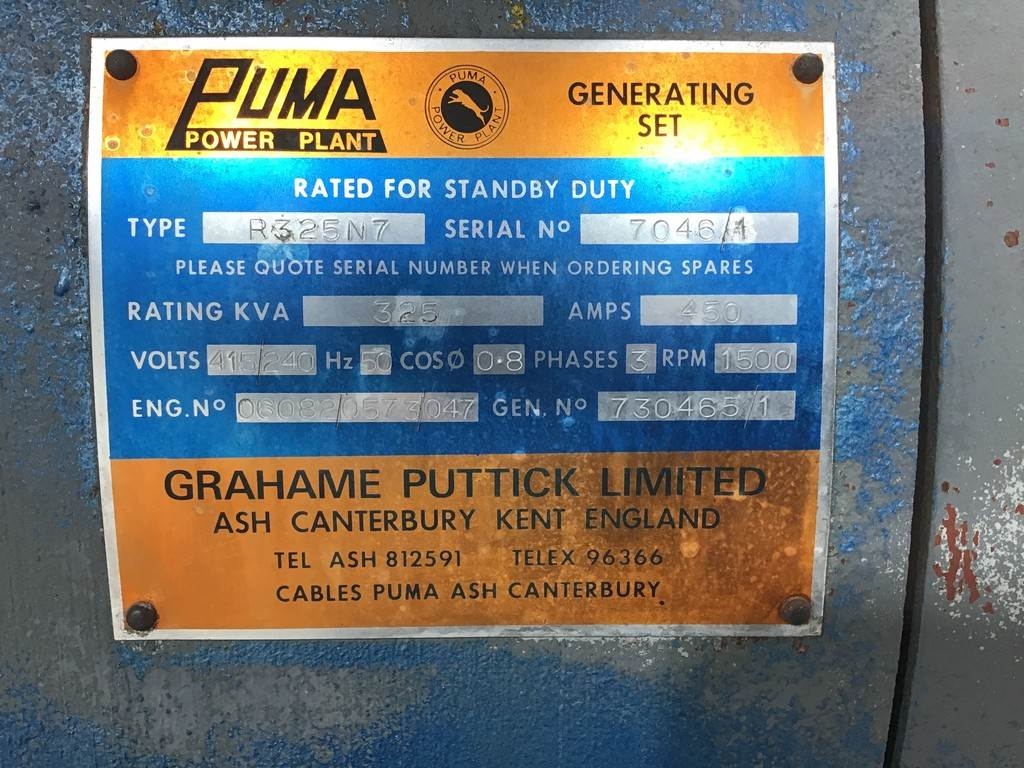 PUMA
POWER PLANT
PUMA
POWER PLANT
GENERATING
SET
RATED FOR STANDBY DUTY
TYPE R325N7 SERIAL Nº 7046/1
PLEASE QUOTE SERIAL NUMBER WHEN ORDERING SPARES
RATING KVA 325 AMPS 450
VOLTS 415/240 Hz 50 COSØ 0·8 PHASES 3 RPM 1500
ENG.Nº 06082/0573/047 GEN. Nº 730465/1
GRAHAME PUTTICK LIMITED
ASH CANTERBURY KENT ENGLAND
TEL ASH 812591 TELEX 96366
CABLES PUMA ASH CANTERBURY.